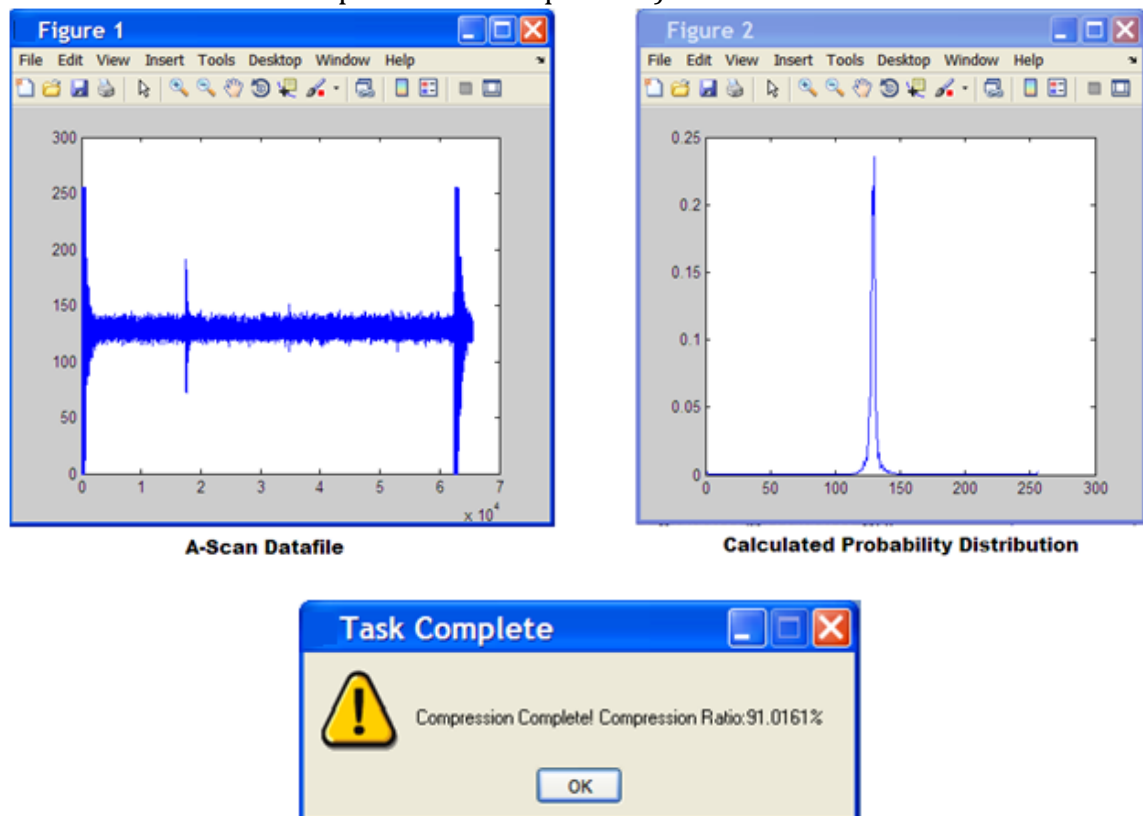 Figure 1
File Edit View Insert Tools Desktop Window Help
300
250
200
150
100
50
0
0 1 2 3 4 5 6 7
x 10^4
A-Scan Datafile
Figure 2
File Edit View Insert Tools Desktop Window Help
0.25
0.2
0.15
0.1
0.05
0
0 50 100 150 200 250 300
Calculated Probability Distribution
Task Complete
Compression Complete! Compression Ratio:91.0161%
OK